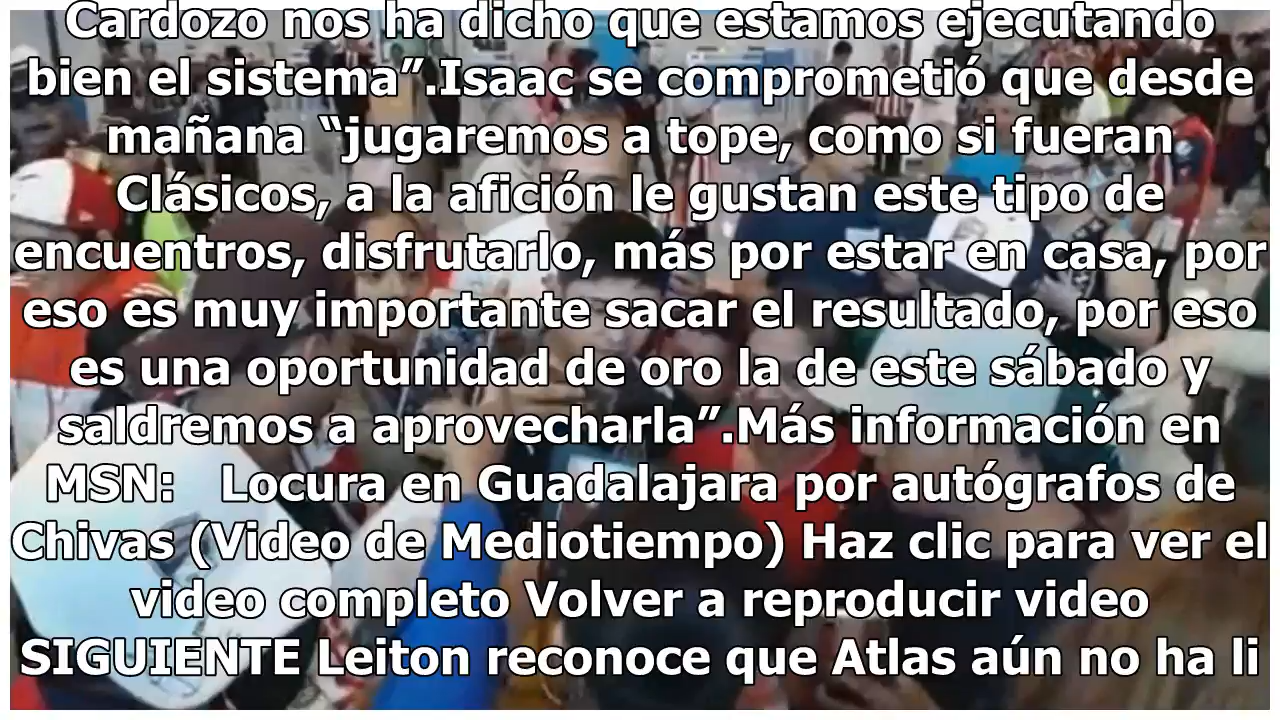 Cardozo nos ha dicho que estamos ejecutando
bien el sistema”.Isaac se comprometió que desde
mañana “jugaremos a tope, como si fueran
Clásicos, a la afición le gustan este tipo de
encuentros, disfrutarlo, más por estar en casa, por
eso es muy importante sacar el resultado, por eso
es una oportunidad de oro la de este sábado y
saldremos a aprovecharla”.Más información en
MSN:   Locura en Guadalajara por autógrafos de
Chivas (Video de Mediotiempo) Haz clic para ver el
video completo Volver a reproducir video
SIGUIENTE Leiton reconoce que Atlas aún no ha li